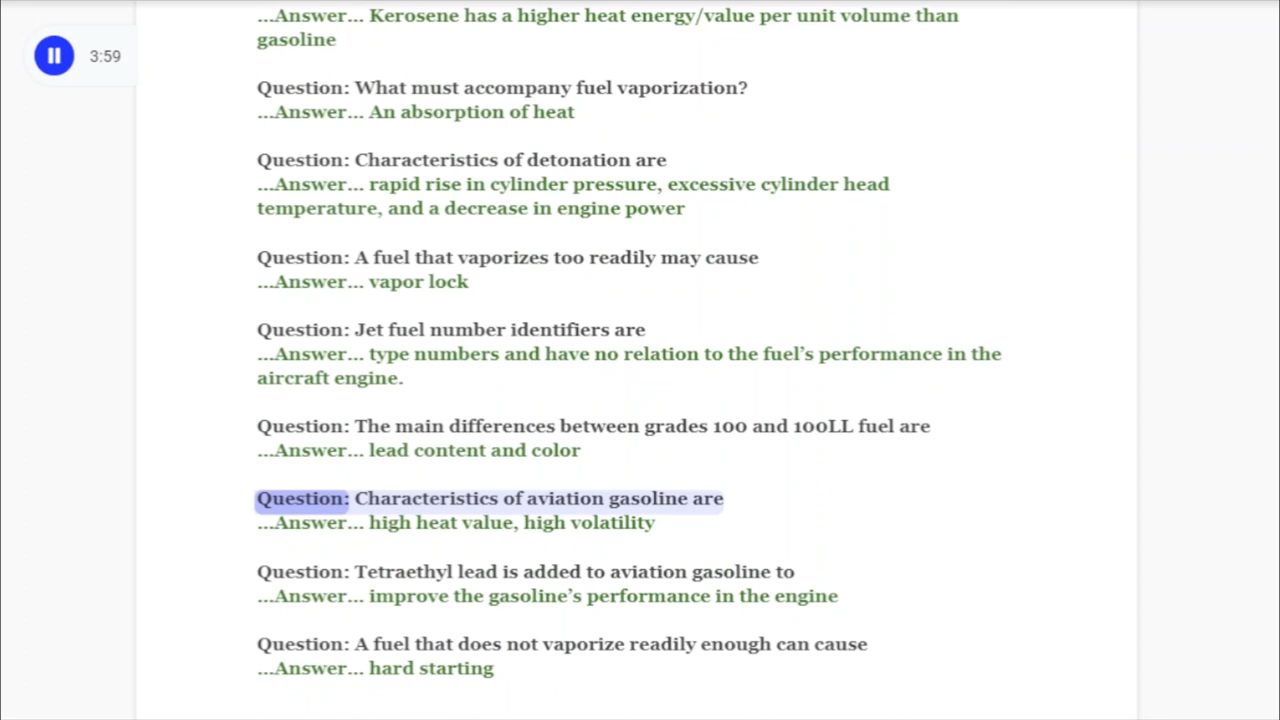 ...Answer... Kerosene has a higher heat energy/value per unit volume than
gasoline
3:59
Question: What must accompany fuel vaporization?
...Answer... An absorption of heat
Question: Characteristics of detonation are
...Answer... rapid rise in cylinder pressure, excessive cylinder head
temperature, and a decrease in engine power
Question: A fuel that vaporizes too readily may cause
...Answer... vapor lock
Question: Jet fuel number identifiers are
...Answer... type numbers and have no relation to the fuel’s performance in the
aircraft engine.
Question: The main differences between grades 100 and 100LL fuel are
...Answer... lead content and color
Question: Characteristics of aviation gasoline are
...Answer... high heat value, high volatility
Question: Tetraethyl lead is added to aviation gasoline to
...Answer... improve the gasoline’s performance in the engine
Question: A fuel that does not vaporize readily enough can cause
...Answer... hard starting